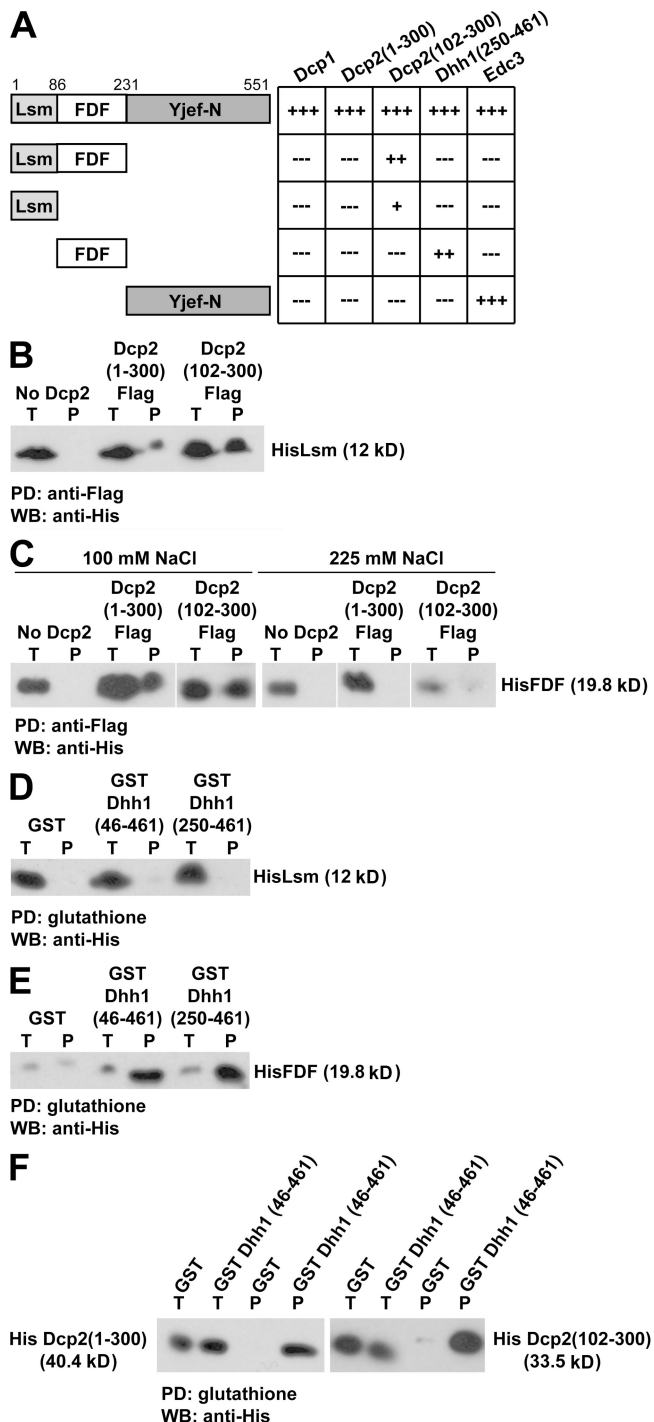 A
Dcp1 Dcp2(1-300) Dcp2(102-300) Dhh1(250-461) Edc3
1 86 231 551
Lsm FDF Yjef-N +++ +++ +++ +++ +++
Lsm FDF --- --- ++ --- ---
Lsm --- --- + --- ---
FDF --- --- --- ++ ---
Yjef-N --- --- --- --- +++
B
Dcp2 Dcp2
(1-300) (102-300)
No Dcp2 Flag Flag
T P T P T P
HisLsm (12 kD)
PD: anti-Flag
WB: anti-His
C
100 mM NaCl 225 mM NaCl
Dcp2 Dcp2 Dcp2 Dcp2
(1-300) (102-300) (1-300) (102-300)
No Dcp2 Flag Flag No Dcp2 Flag Flag
T P T P T P T P T P T P
HisFDF (19.8 kD)
PD: anti-Flag
WB: anti-His
D
GST GST
Dhh1 Dhh1
GST (46-461) (250-461)
T P T P T P
HisLsm (12 kD)
PD: glutathione
WB: anti-His
E
GST GST
Dhh1 Dhh1
GST (46-461) (250-461)
T P T P T P
HisFDF (19.8 kD)
PD: glutathione
WB: anti-His
F
GST GST Dhh1 (46-461) GST GST Dhh1 (46-461) GST GST Dhh1 (46-461) GST GST Dhh1 (46-461)
T T P P T T P P
His Dcp2(1-300) His Dcp2(102-300)
(40.4 kD) (33.5 kD)
PD: glutathione
WB: anti-His